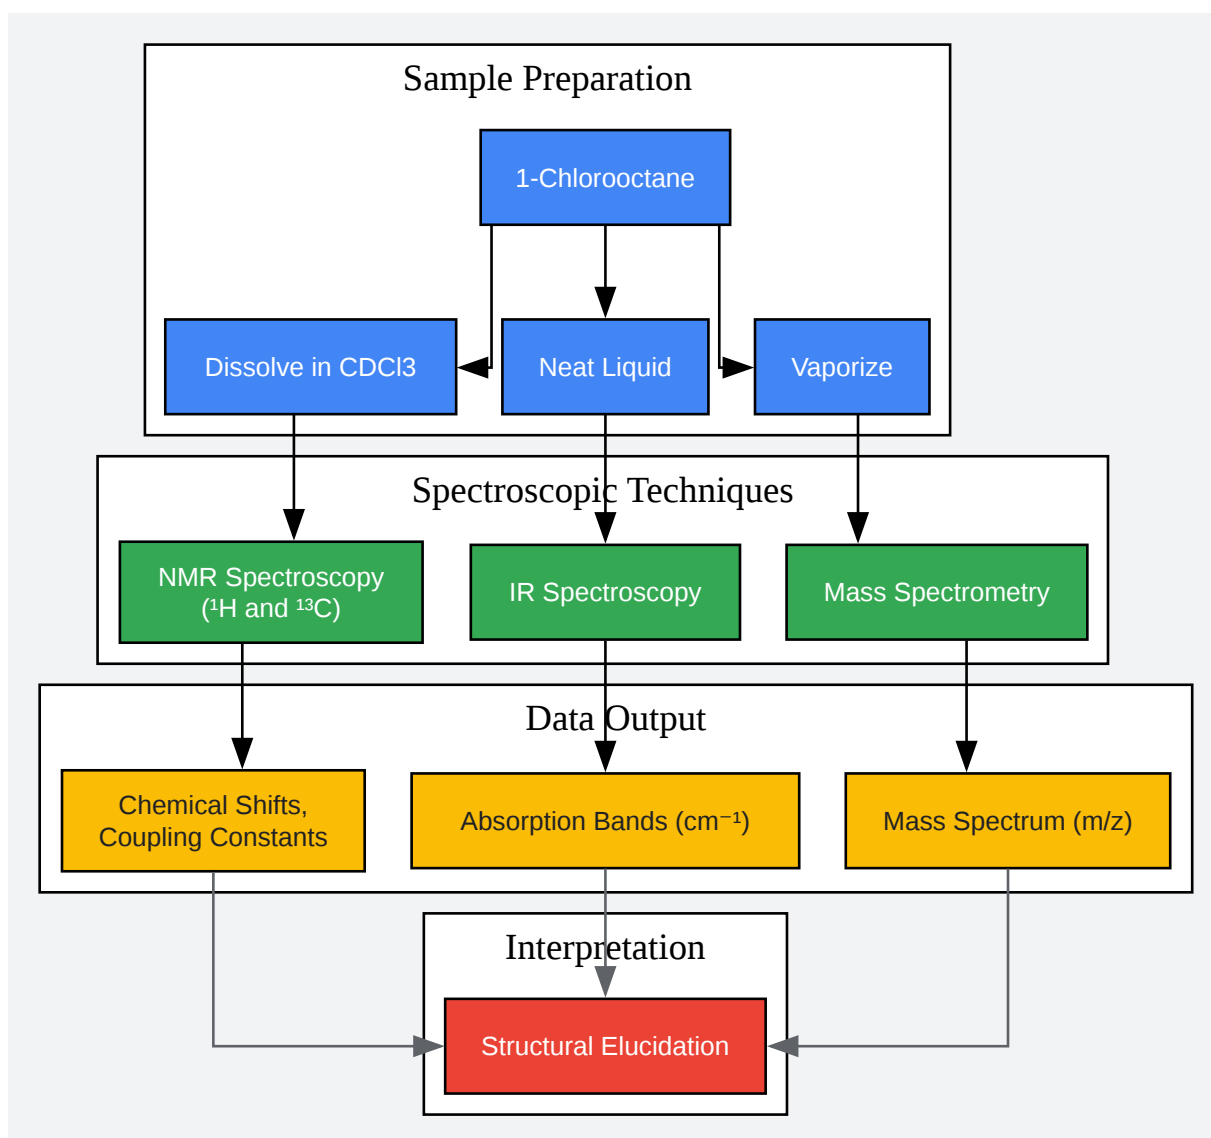 Sample Preparation
1-Chlorooctane
Dissolve in CDCl3
Neat Liquid
Vaporize
Spectroscopic Techniques
NMR Spectroscopy
(¹H and ¹³C)
IR Spectroscopy
Mass Spectrometry
Data Output
Chemical Shifts,
Coupling Constants
Absorption Bands (cm⁻¹)
Mass Spectrum (m/z)
Interpretation
Structural Elucidation